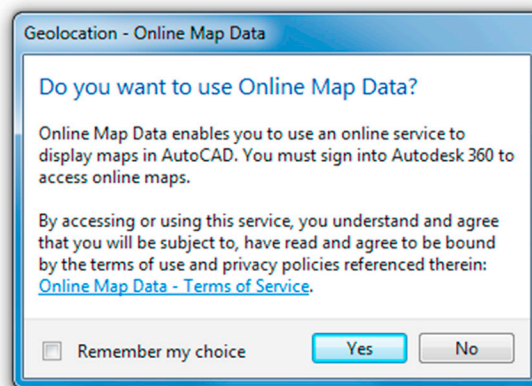 Geolocation - Online Map Data
Do you want to use Online Map Data?
Online Map Data enables you to use an online service to
display maps in AutoCAD. You must sign into Autodesk 360 to
access online maps.
By accessing or using this service, you understand and agree
that you will be subject to, have read and agree to be bound
by the terms of use and privacy policies referenced therein:
Online Map Data - Terms of Service.
Remember my choice
Yes
No